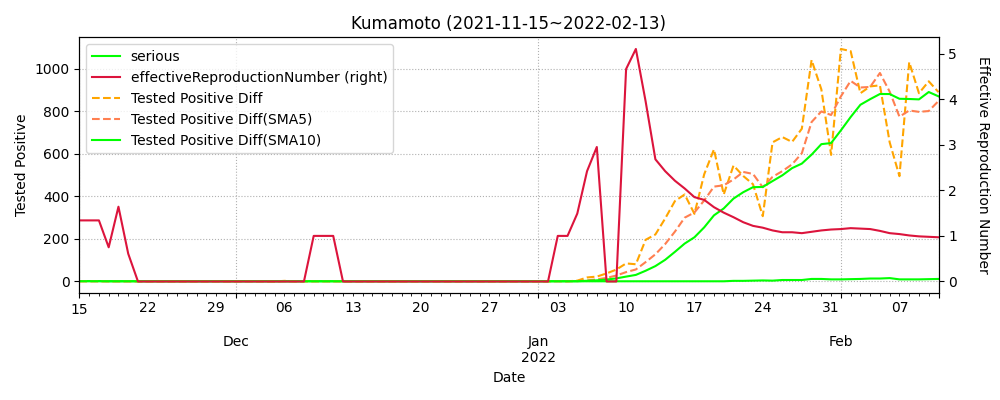 Kumamoto (2021-11-15~2022-02-13)
serious
effectiveReproductionNumber (right)
Tested Positive Diff
Tested Positive Diff(SMA5)
Tested Positive Diff(SMA10)
Tested Positive
1000
800
600
400
200
0
Effective Reproduction Number
5
4
3
2
1
0
15 22 29 06 13 20 27 03 10 17 24 31 07
Dec Jan Feb
2022
Date